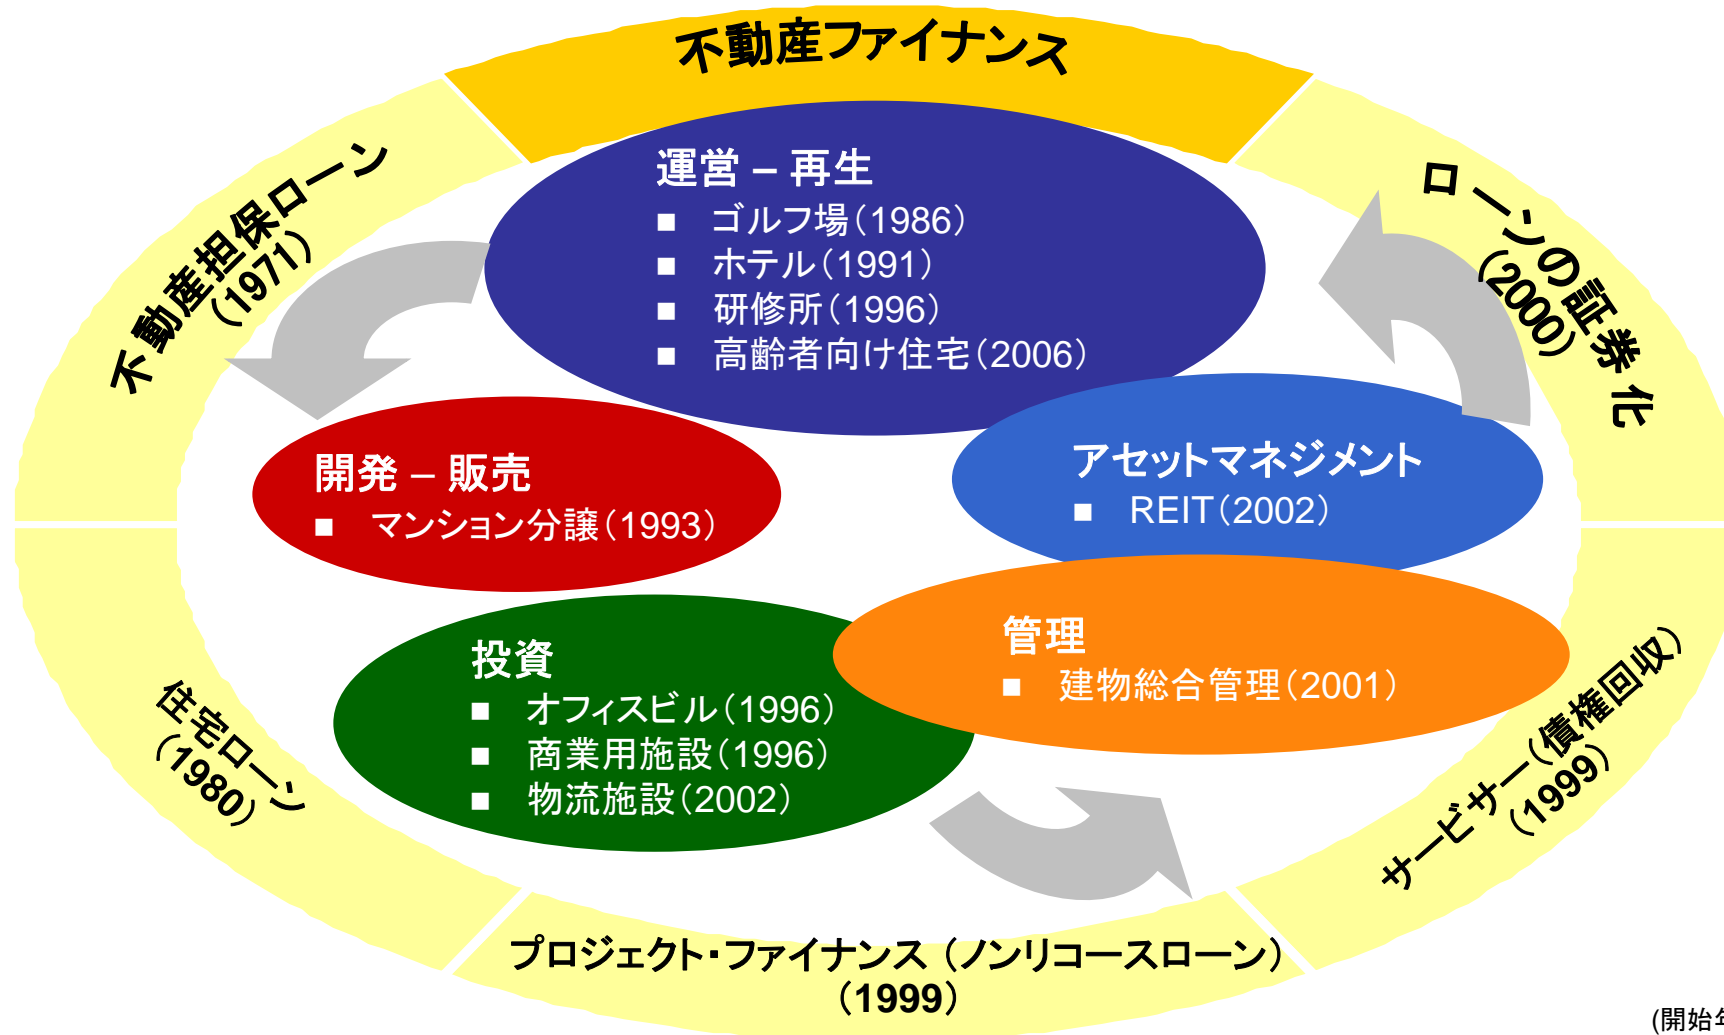 不動産ファイナンス
不動産担保ローン
(1971)
ローンの証券化
(2000)
運営 – 再生
■ ゴルフ場(1986)
■ ホテル(1991)
■ 研修所(1996)
■ 高齢者向け住宅(2006)
開発 – 販売
■ マンション分譲(1993)
アセットマネジメント
■ REIT(2002)
投資
■ オフィスビル(1996)
■ 商業用施設(1996)
■ 物流施設(2002)
管理
■ 建物総合管理(2001)
住宅ローン
(1980)
サービサー(債権回収)
(1999)
プロジェクト・ファイナンス (ノンリコースローン)
(1999)
(開始年